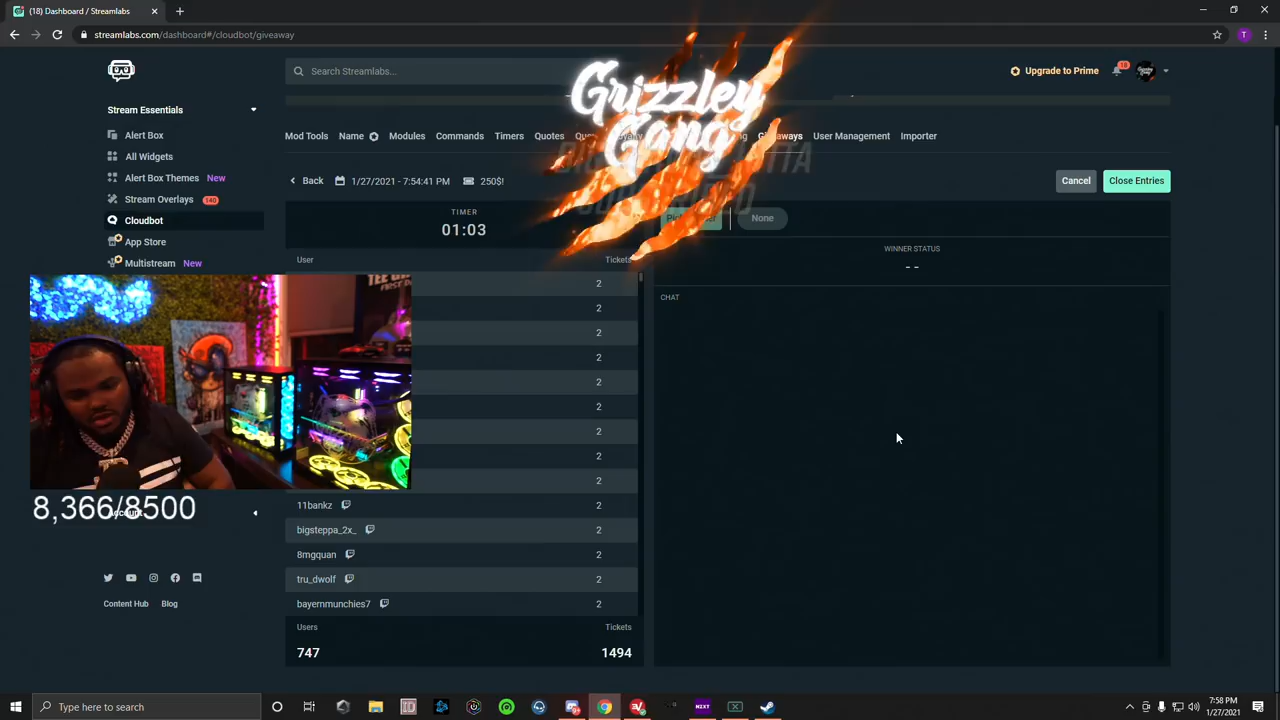 (18) Dashboard / Streamlabs
streamlabs.com/dashboard#/cloudbot/giveaway
Search Streamlabs...
Upgrade to Prime
18
Stream Essentials
Alert Box
All Widgets
Alert Box Themes New
Stream Overlays 140
Cloudbot
App Store
Multistream New
Mod Tools Name Modules Commands Timers Quotes Giveaways User Management Importer
Grizzley
Gang
Back 1/27/2021 - 7:54:41 PM 250$!
Cancel Close Entries
TIMER
01:03
None
WINNER STATUS
--
User Tickets
CHAT
2
2
2
2
2
2
2
2
2
11bankz 2
bigsteppa_2x_ 2
8mgquan 2
tru_dwolf 2
bayernmunchies7 2
Users Tickets
747 1494
8,366/8500
Content Hub Blog
Type here to search
N2XT
7:58 PM
1/27/2021